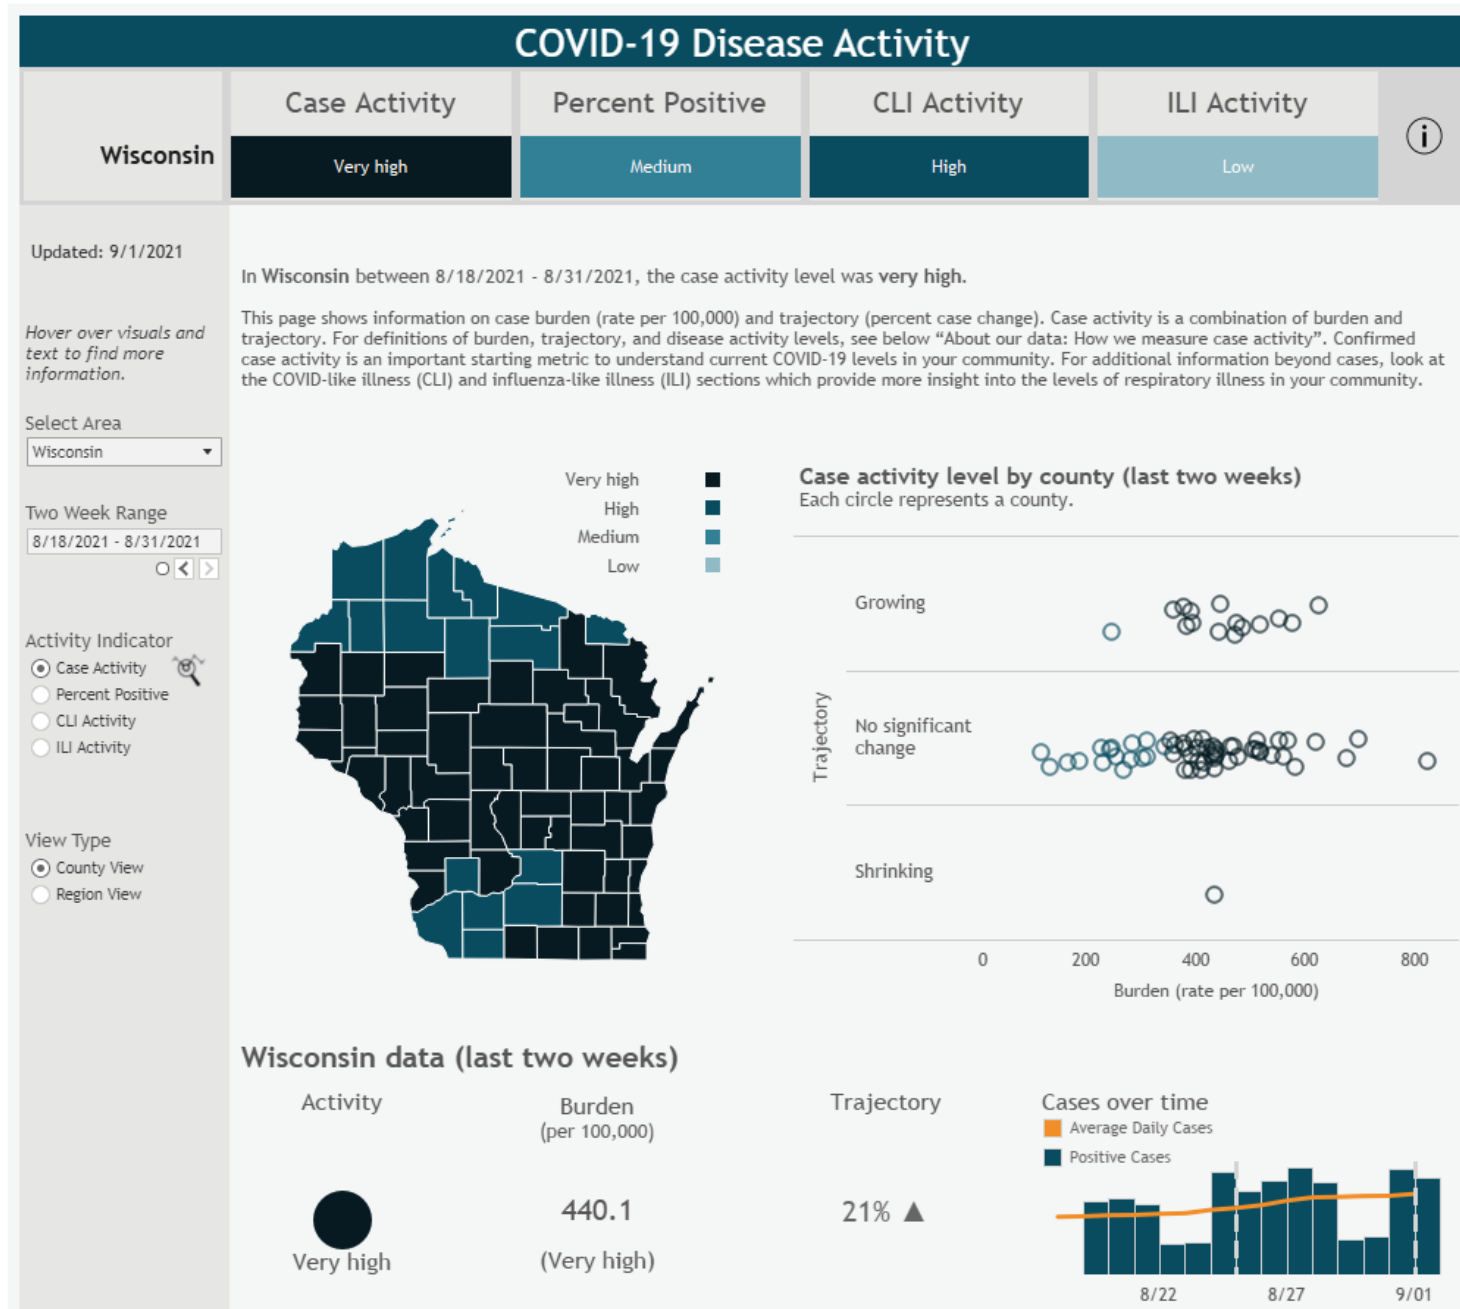 COVID-19 Disease Activity
Case Activity
Percent Positive
CLI Activity
ILI Activity
i
Wisconsin
Very high
Medium
High
Low
Updated: 9/1/2021
Hover over visuals and
text to find more
information.
Select Area
Wisconsin
Two Week Range
8/18/2021 - 8/31/2021
Activity Indicator
Case Activity
Percent Positive
CLI Activity
ILI Activity
View Type
County View
Region View
In Wisconsin between 8/18/2021 - 8/31/2021, the case activity level was very high.
This page shows information on case burden (rate per 100,000) and trajectory (percent case change). Case activity is a combination of burden and
trajectory. For definitions of burden, trajectory, and disease activity levels, see below “About our data: How we measure case activity”. Confirmed
case activity is an important starting metric to understand current COVID-19 levels in your community. For additional information beyond cases, look at
the COVID-like illness (CLI) and influenza-like illness (ILI) sections which provide more insight into the levels of respiratory illness in your community.
Very high
High
Medium
Low
Case activity level by county (last two weeks)
Each circle represents a county.
Trajectory
Growing
No significant
change
Shrinking
0 200 400 600 800
Burden (rate per 100,000)
Wisconsin data (last two weeks)
Activity
Very high
Burden
(per 100,000)
440.1
(Very high)
Trajectory
21% ▲
Cases over time
Average Daily Cases
Positive Cases
8/22 8/27 9/01